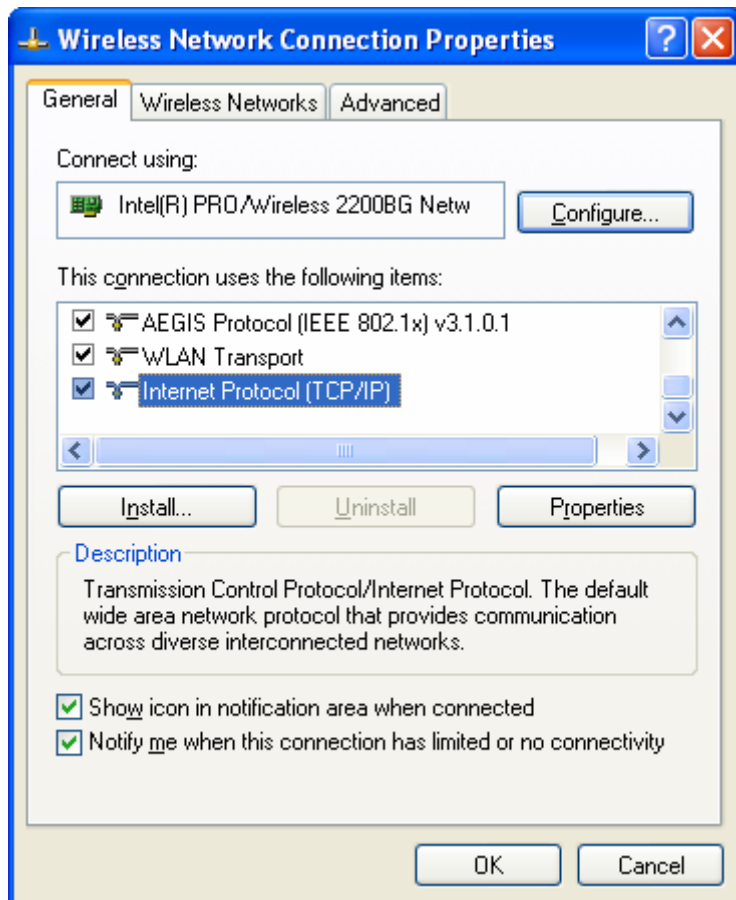 Wireless Network Connection Properties
General Wireless Networks Advanced
Connect using:
Intel(R) PRO/Wireless 2200BG Netw
Configure...
This connection uses the following items:
AEGIS Protocol (IEEE 802.1x) v3.1.0.1
WLAN Transport
Internet Protocol (TCP/IP)
Install... Uninstall Properties
Description
Transmission Control Protocol/Internet Protocol. The default
wide area network protocol that provides communication
across diverse interconnected networks.
Show icon in notification area when connected
Notify me when this connection has limited or no connectivity
OK Cancel